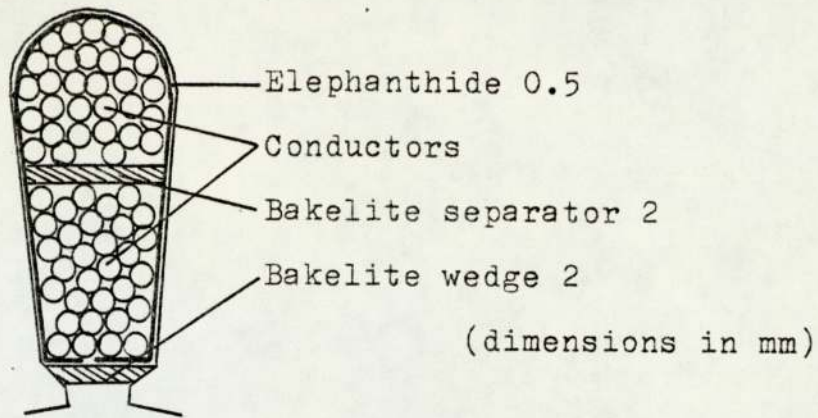 Elephanthide 0.5
Conductors
Bakelite separator 2
Bakelite wedge 2
(dimensions in mm)